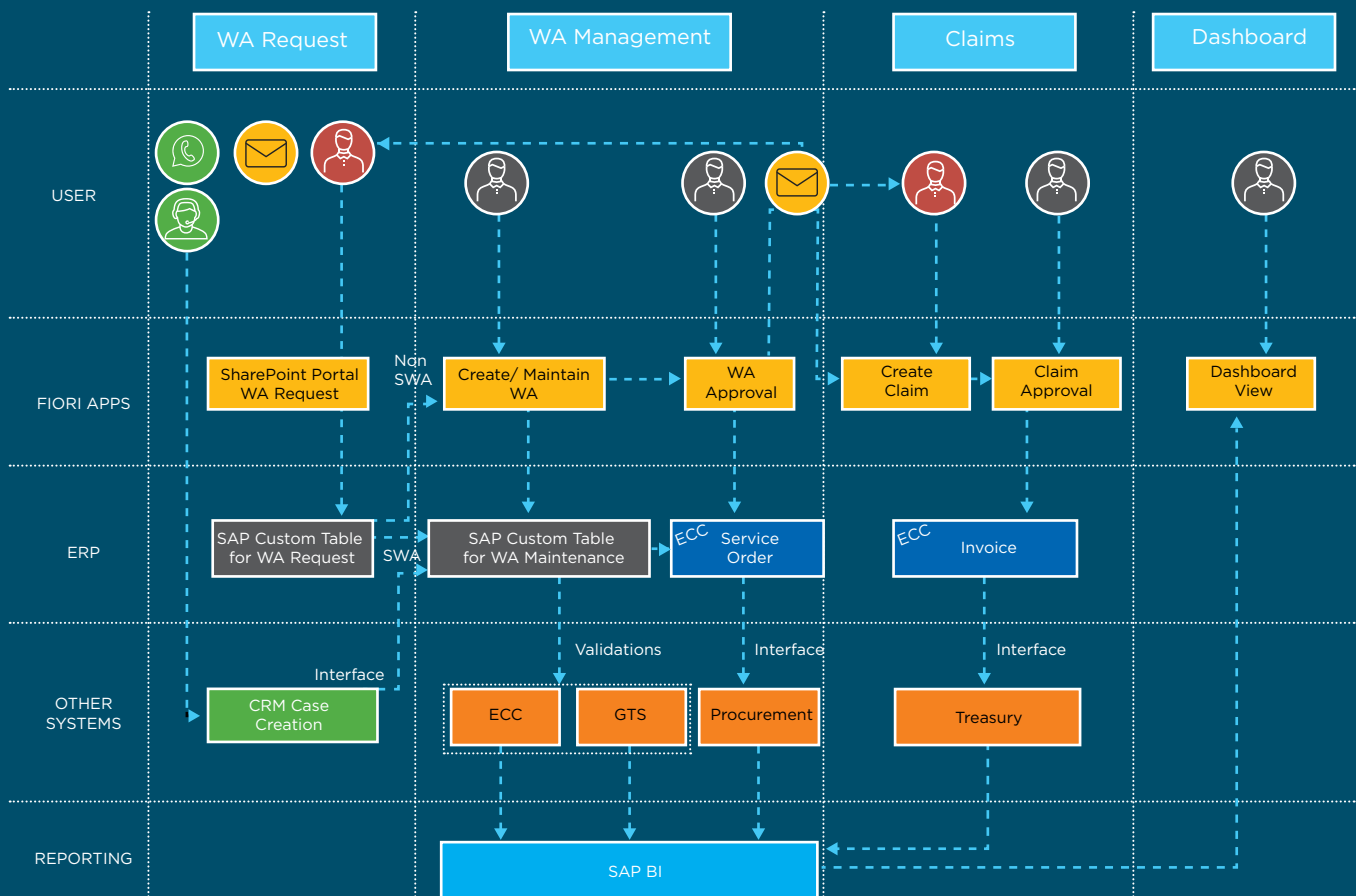 WA Request
WA Management
Claims
Dashboard
USER
FIORI APPS
SharePoint Portal
WA Request
Non
SWA
Create/ Maintain
WA
WA
Approval
Create
Claim
Claim
Approval
Dashboard
View
ERP
SAP Custom Table
for WA Request
SWA
SAP Custom Table
for WA Maintenance
ECC
Service
Order
ECC
Invoice
OTHER
SYSTEMS
Interface
CRM Case
Creation
Validations
ECC
GTS
Interface
Procurement
Interface
Treasury
REPORTING
SAP BI